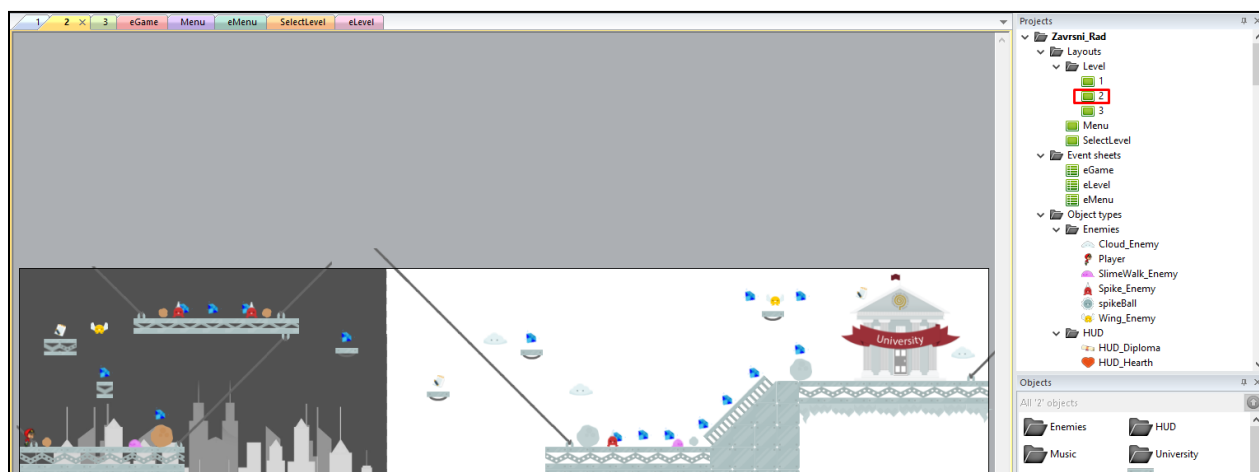 1 2 × 3 eGame Menu eMenu SelectLevel eLevel
University
Projects
Zavrsni_Rad
Layouts
Level
1
2
3
Menu
SelectLevel
Event sheets
eGame
eLevel
eMenu
Object types
Enemies
Cloud_Enemy
Player
SlimeWalk_Enemy
Spike_Enemy
spikeBall
Wing_Enemy
HUD
HUD_Diploma
HUD_Hearth
Objects
All '2' objects
Enemies HUD
Music University